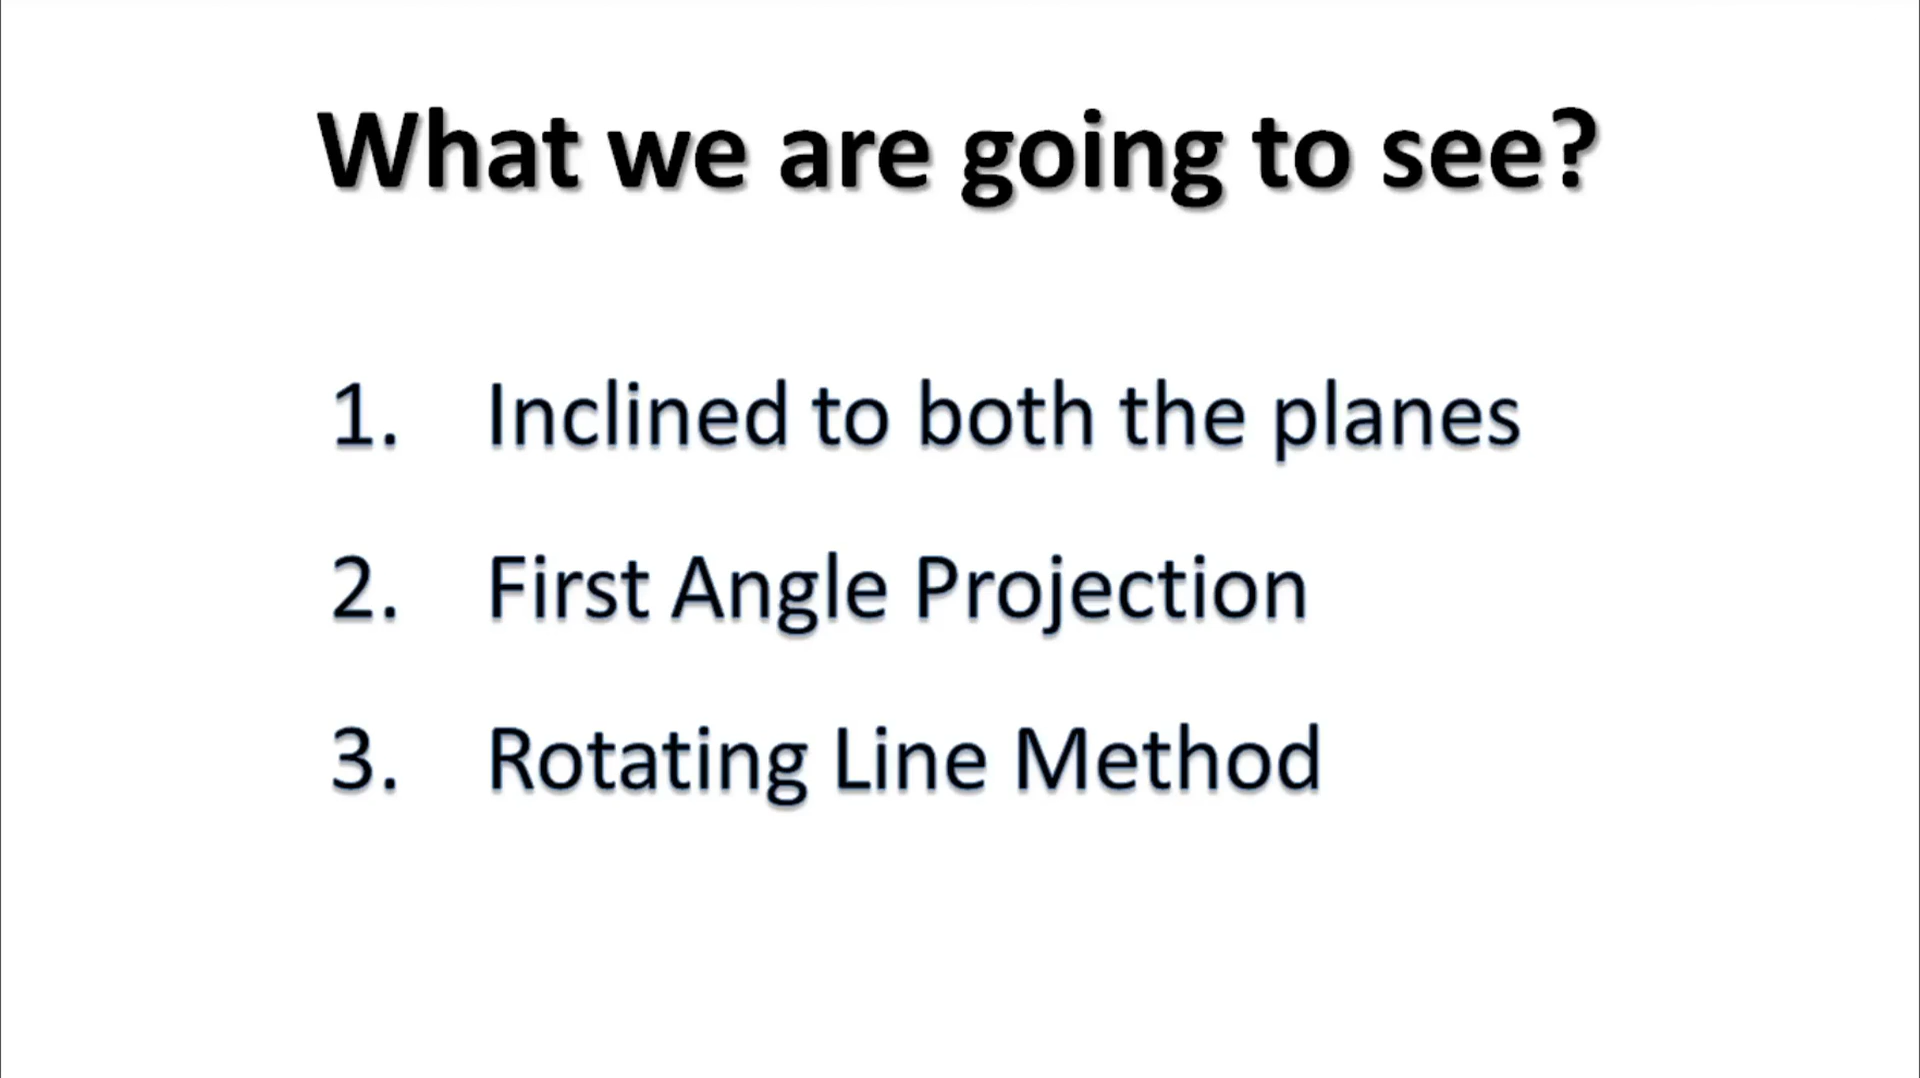 What we are going to see?
1. Inclined to both the planes
2. First Angle Projection
3. Rotating Line Method